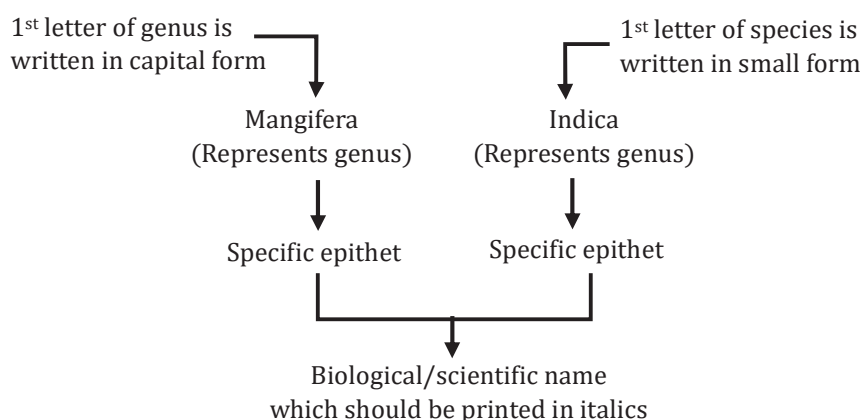 1st letter of genus is
written in capital form
1st letter of species is
written in small form
Mangifera
(Represents genus)
Indica
(Represents genus)
Specific epithet
Specific epithet
Biological/scientific name
which should be printed in italics